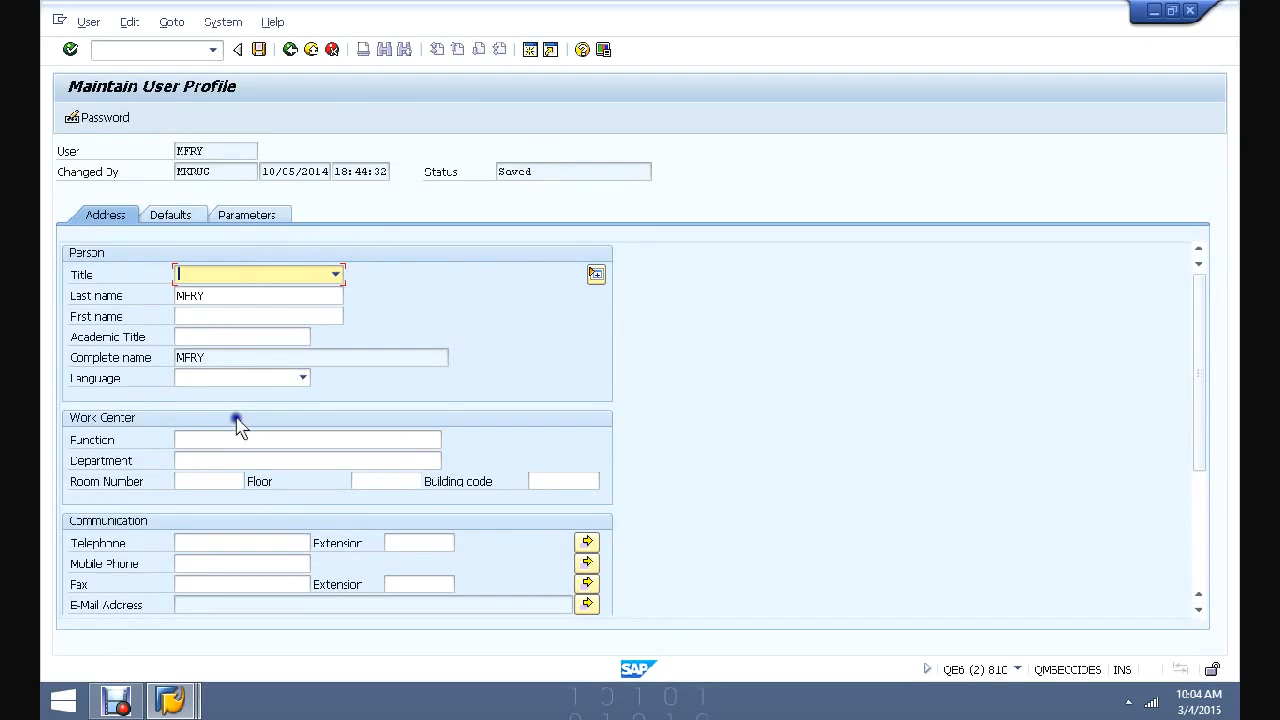 User Edit Goto System Help
Maintain User Profile
Password
User MFRY
Changed By 10/05/2014 18:44:32 Status Saved
Address Defaults Parameters
Person
Title
Last name MFRY
First name
Academic Title
Complete name MFRY
Language
Work Center
Function
Department
Room Number Floor Building code
Communication
Telephone Extension
Mobile Phone
Fax Extension
E-Mail Address
SAP
QE6 (2) 810 INS
10:04 AM
3/4/2015